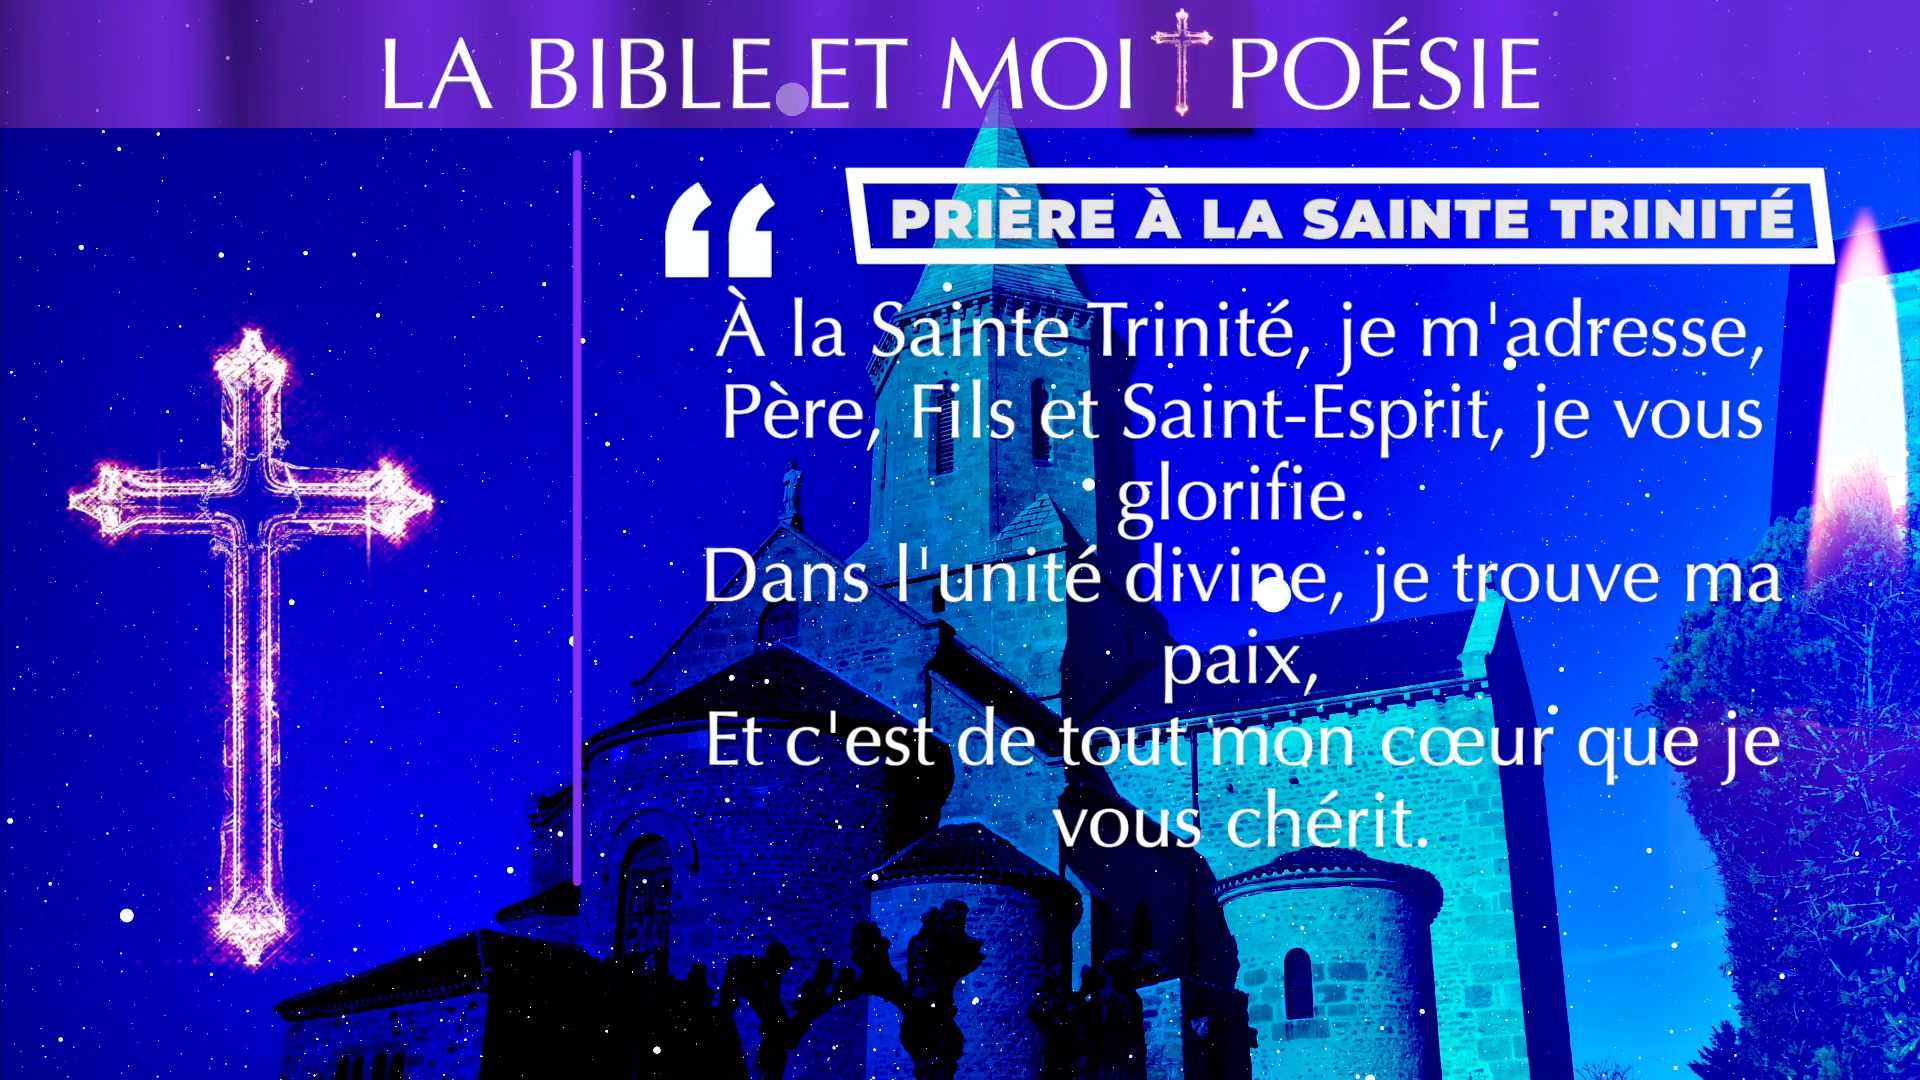 LA BIBLE ET MOI POÉSIE
“
PRIÈRE À LA SAINTE TRINITÉ
À la Sainte Trinité, je m'adresse,
Père, Fils et Saint-Esprit, je vous
glorifie.
Dans l'unité divine, je trouve ma
paix,
Et c'est de tout mon cœur que je
vous chérit.